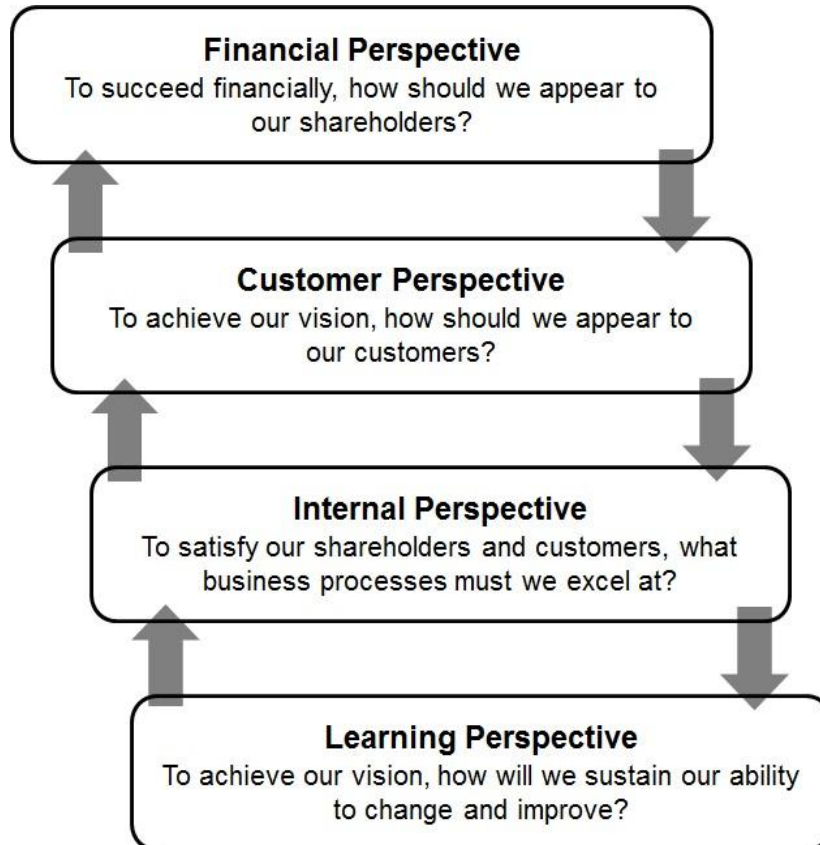 Financial Perspective
To succeed financially, how should we appear to
our shareholders?
Customer Perspective
To achieve our vision, how should we appear to
our customers?
Internal Perspective
To satisfy our shareholders and customers, what
business processes must we excel at?
Learning Perspective
To achieve our vision, how will we sustain our ability
to change and improve?